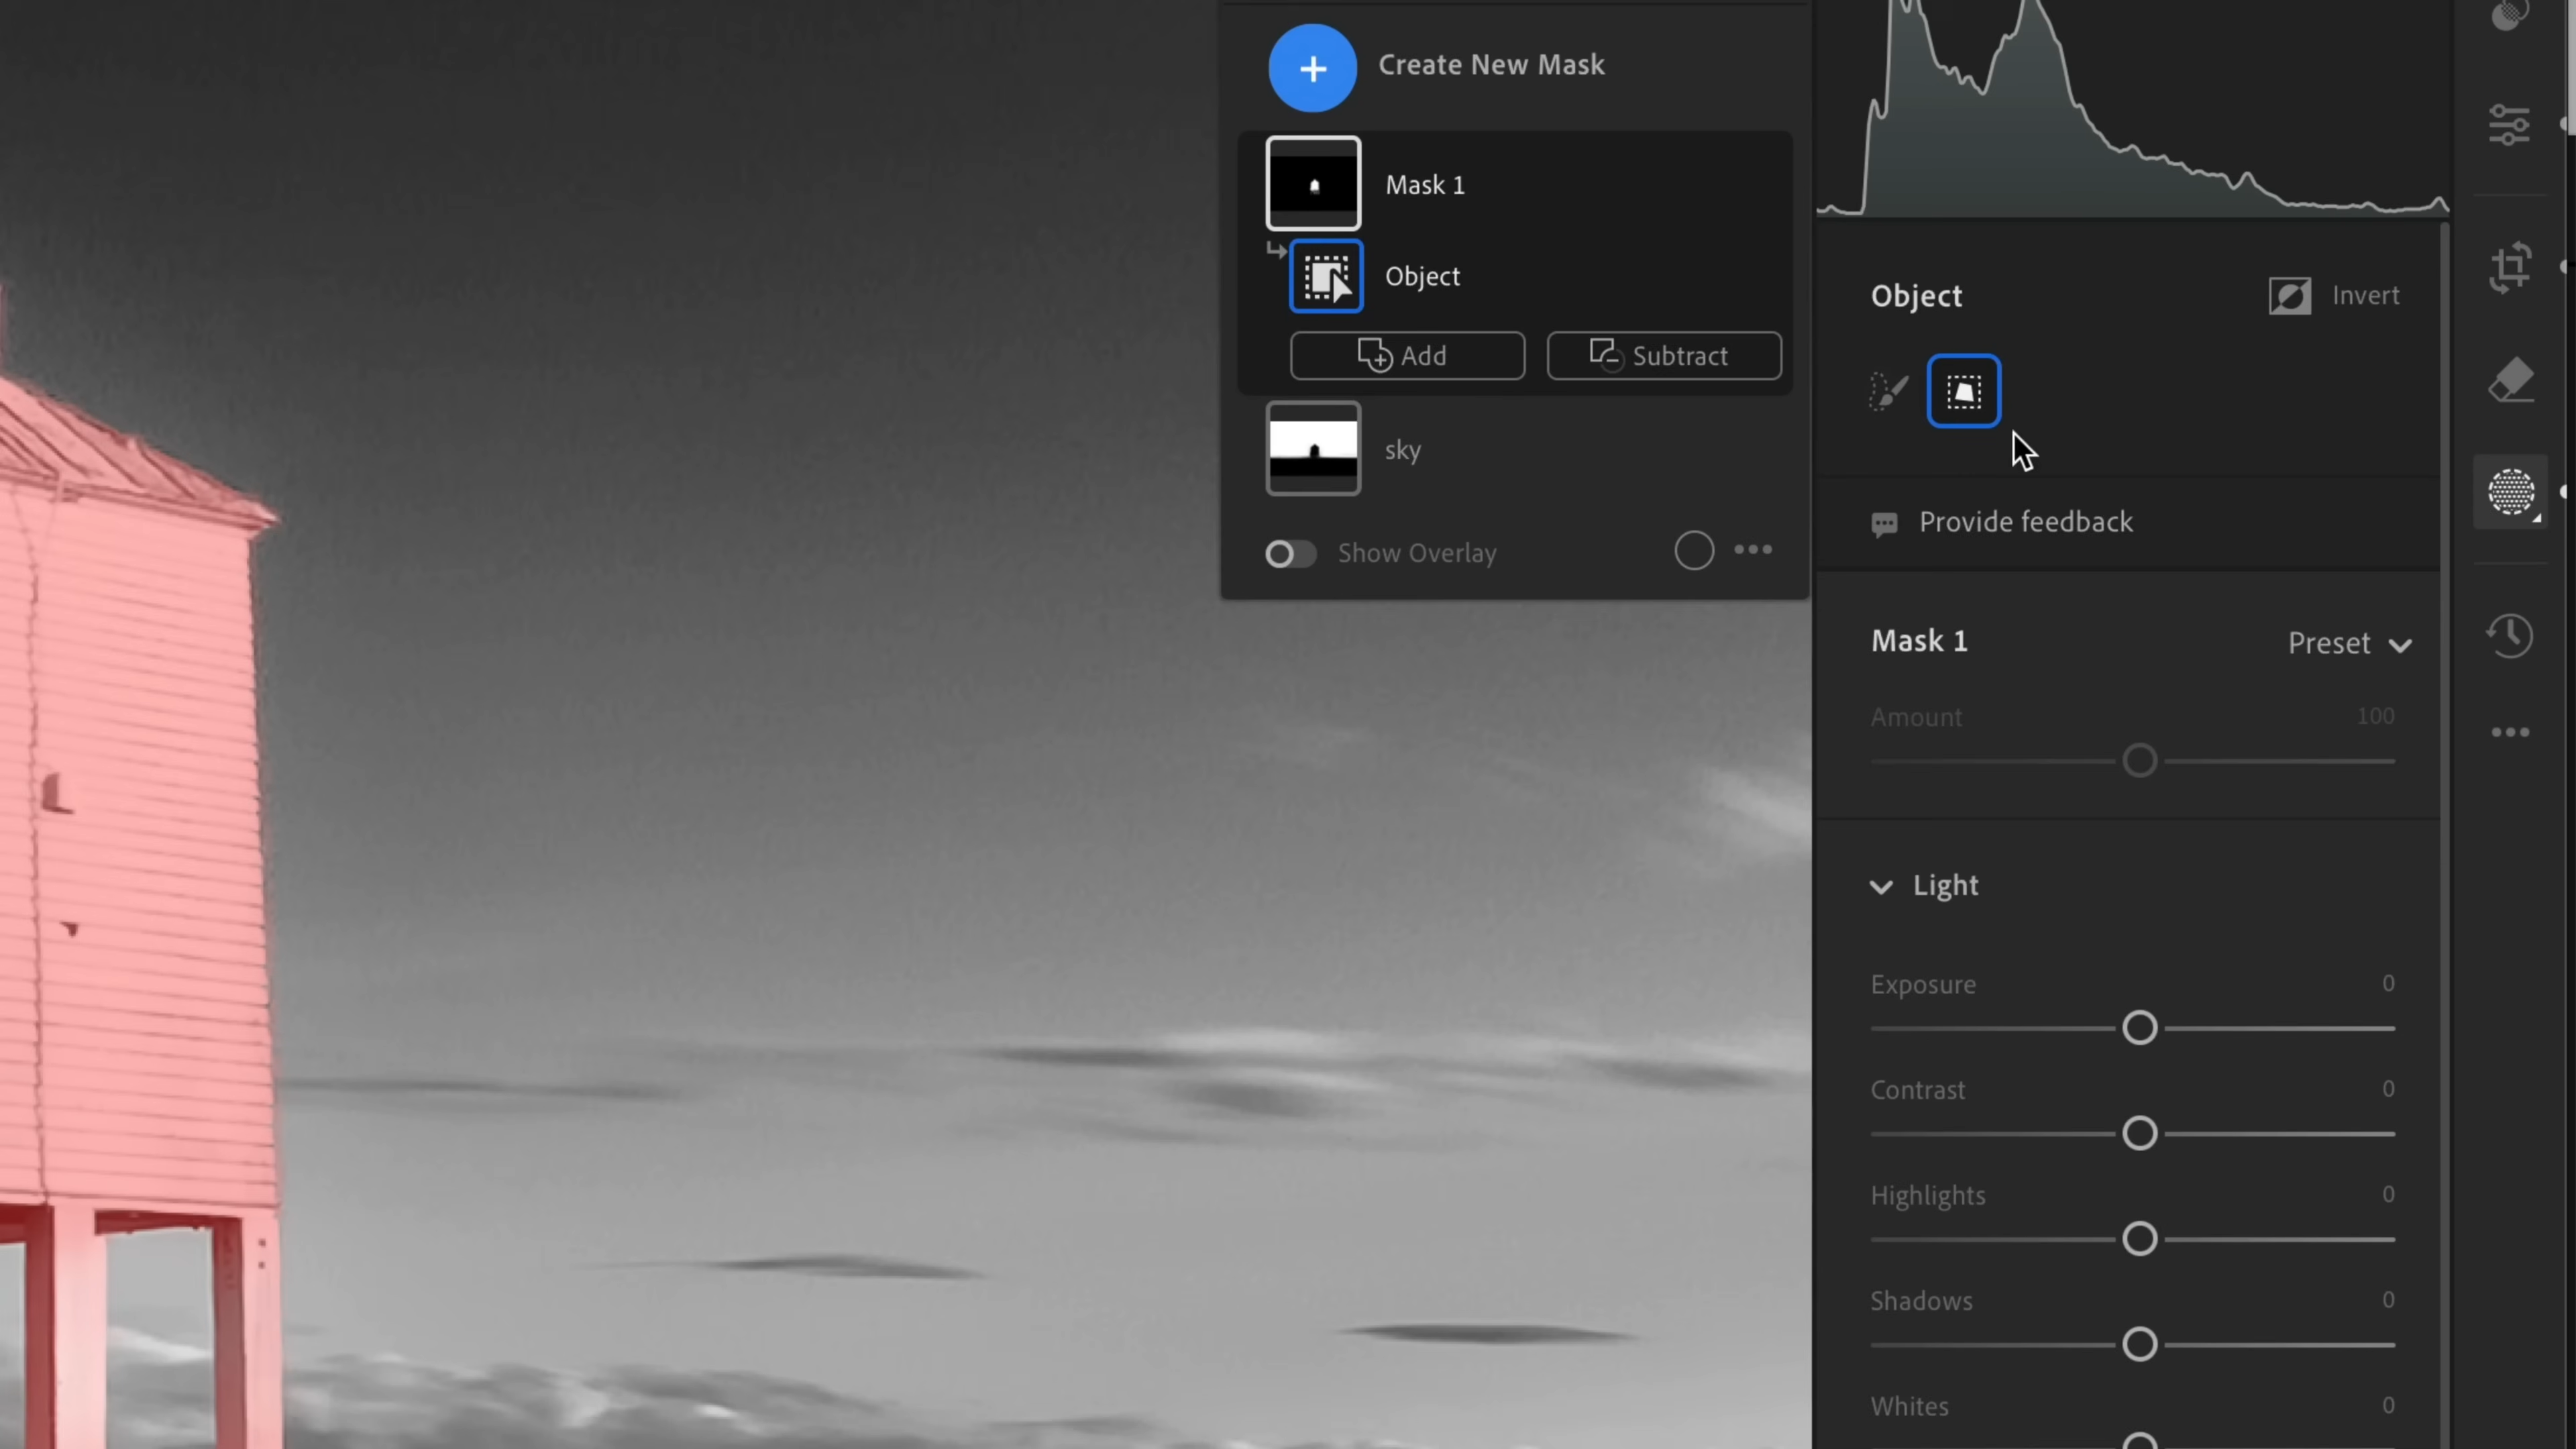 Create New Mask
Mask 1
Object
Add
Subtract
sky
Show Overlay
Object
Invert
Provide feedback
Mask 1
Preset
Amount
100
Light
Exposure
0
Contrast
0
Highlights
0
Shadows
0
Whites
0